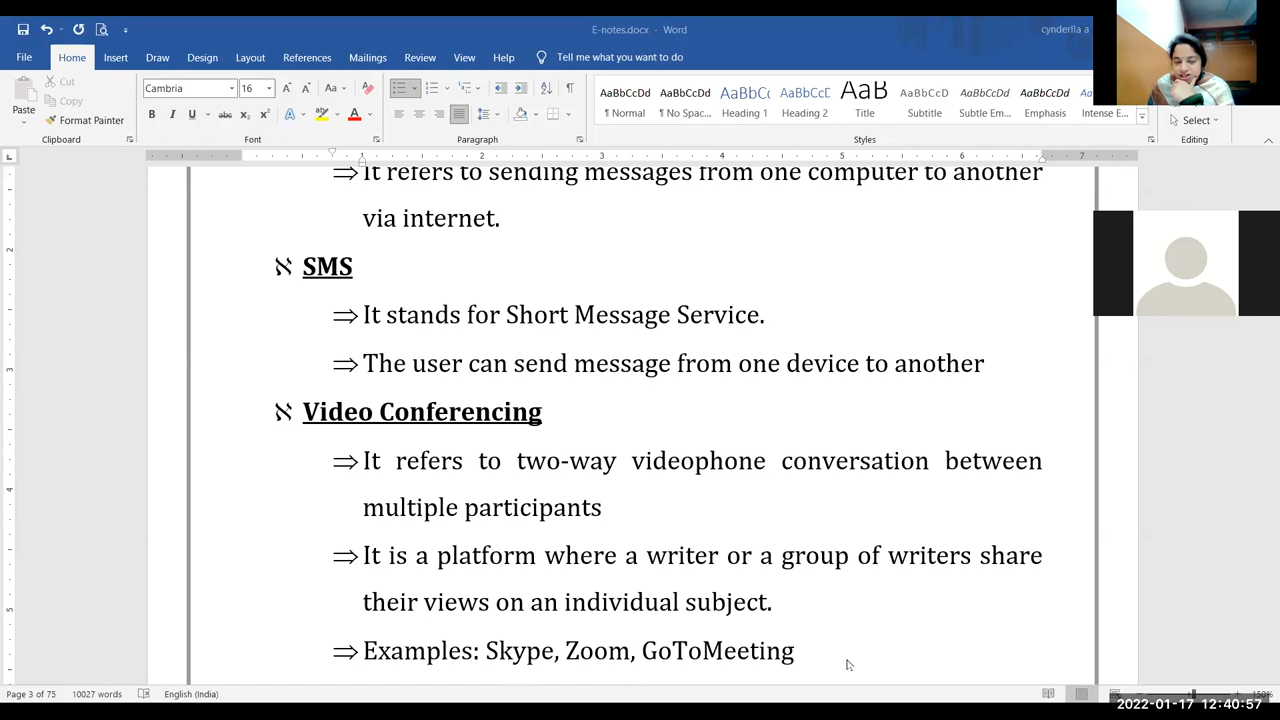 E-notes.docx - Word
cynderlla a
File Home Insert Draw Design Layout References Mailings Review View Help Tell me what you want to do
Paste
Cut
Copy
Format Painter
Clipboard
Cambria 16
Font
Paragraph
AaBbCcDd AaBbCcDd AaBbCc AaBbCcD AaB AaBbCcD AaBbCcDd AaBbCcDd
¶ Normal ¶ No Spac... Heading 1 Heading 2 Title Subtitle Subtle Em... Emphasis Intense E...
Styles
Select
Editing
⇒ It refers to sending messages from one computer to another
via internet.
ℵ SMS
⇒ It stands for Short Message Service.
⇒ The user can send message from one device to another
ℵ Video Conferencing
⇒ It refers to two-way videophone conversation between
multiple participants
⇒ It is a platform where a writer or a group of writers share
their views on an individual subject.
⇒ Examples: Skype, Zoom, GoToMeeting
Page 3 of 75 10027 words English (India) 150%
2022-01-17 12:40:57